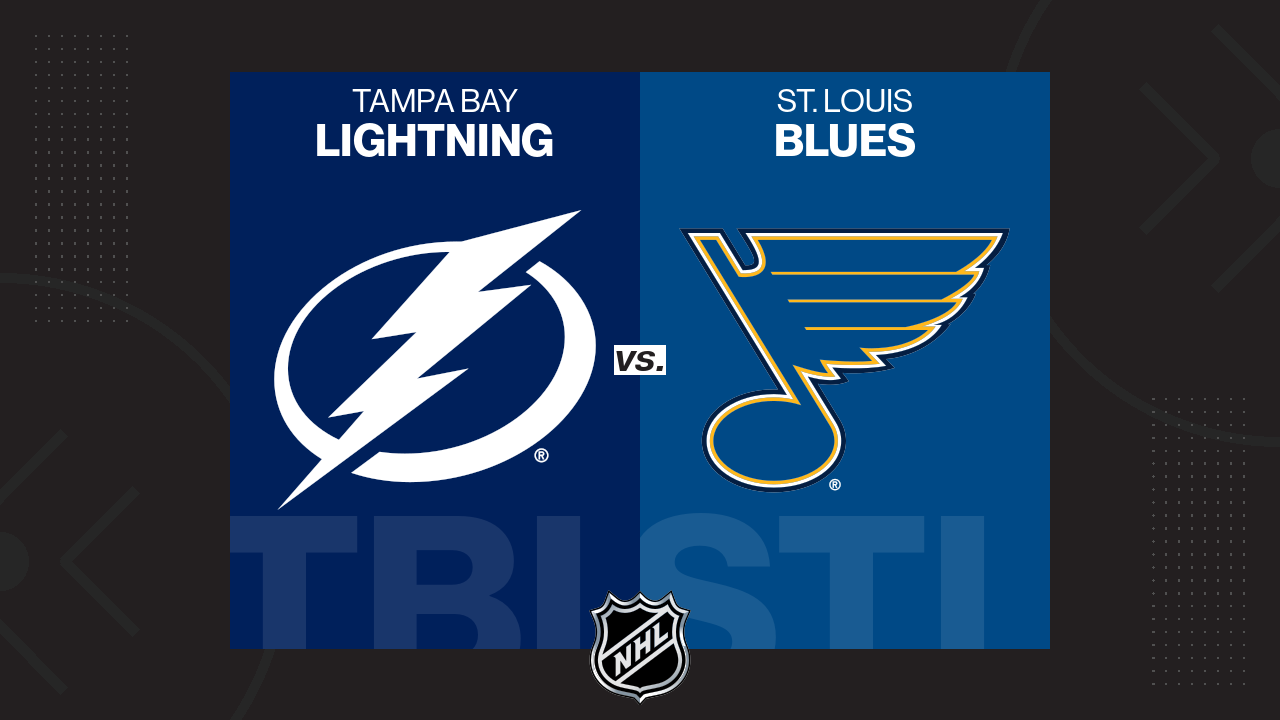 TAMPA BAY
LIGHTNING
ST. LOUIS
BLUES
vs.
®
®
TBL
STL
NHL